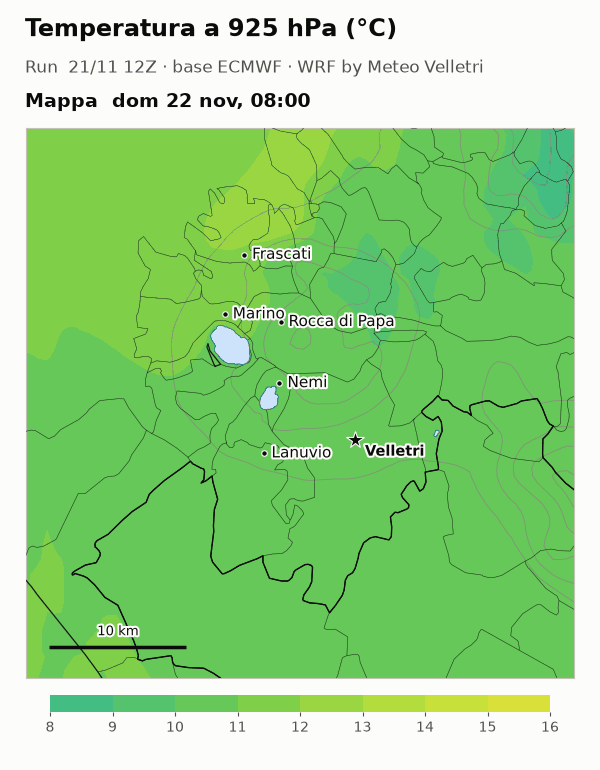 Temperatura a 925 hPa (°C)
Run 21/11 12Z · base ECMWF · WRF by Meteo Velletri
Mappa dom 22 nov, 08:00
Frascati
Marino
Rocca di Papa
Nemi
Velletri
Lanuvio
10 km
8 9 10 11 12 13 14 15 16